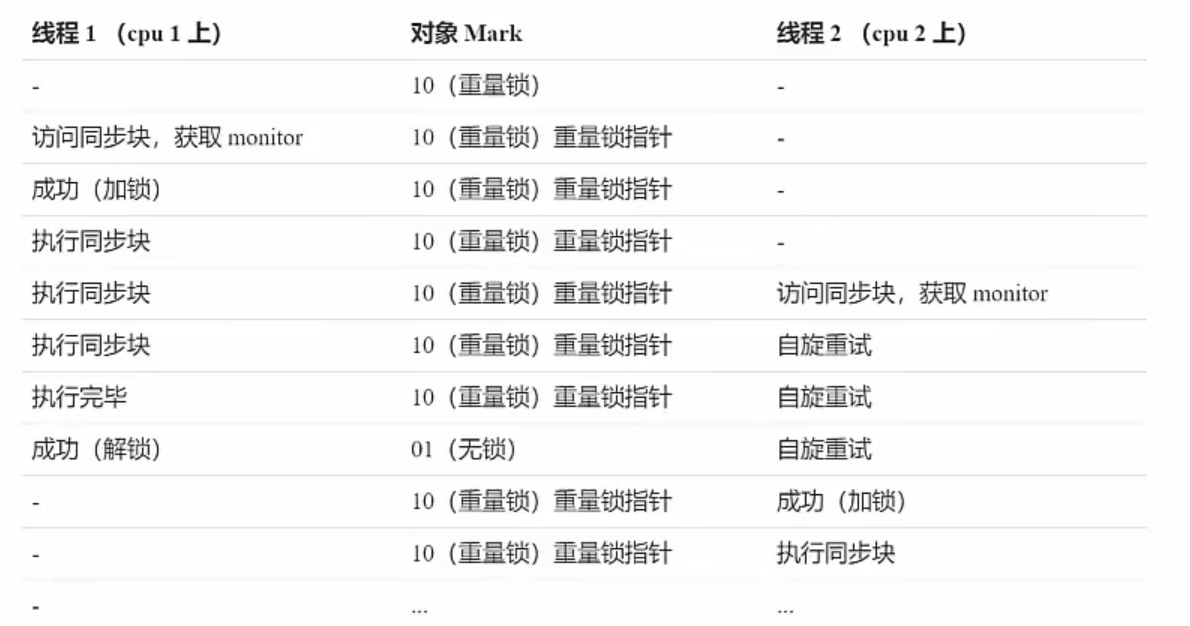 线程 1 （cpu 1 上） 对象 Mark 线程 2 （cpu 2 上）
- 10（重量锁） -
访问同步块，获取 monitor 10（重量锁）重量锁指针 -
成功（加锁） 10（重量锁）重量锁指针 -
执行同步块 10（重量锁）重量锁指针 -
执行同步块 10（重量锁）重量锁指针 访问同步块，获取 monitor
执行同步块 10（重量锁）重量锁指针 自旋重试
执行完毕 10（重量锁）重量锁指针 自旋重试
成功（解锁） 01（无锁） 自旋重试
- 10（重量锁）重量锁指针 成功（加锁）
- 10（重量锁）重量锁指针 执行同步块
- ... ...